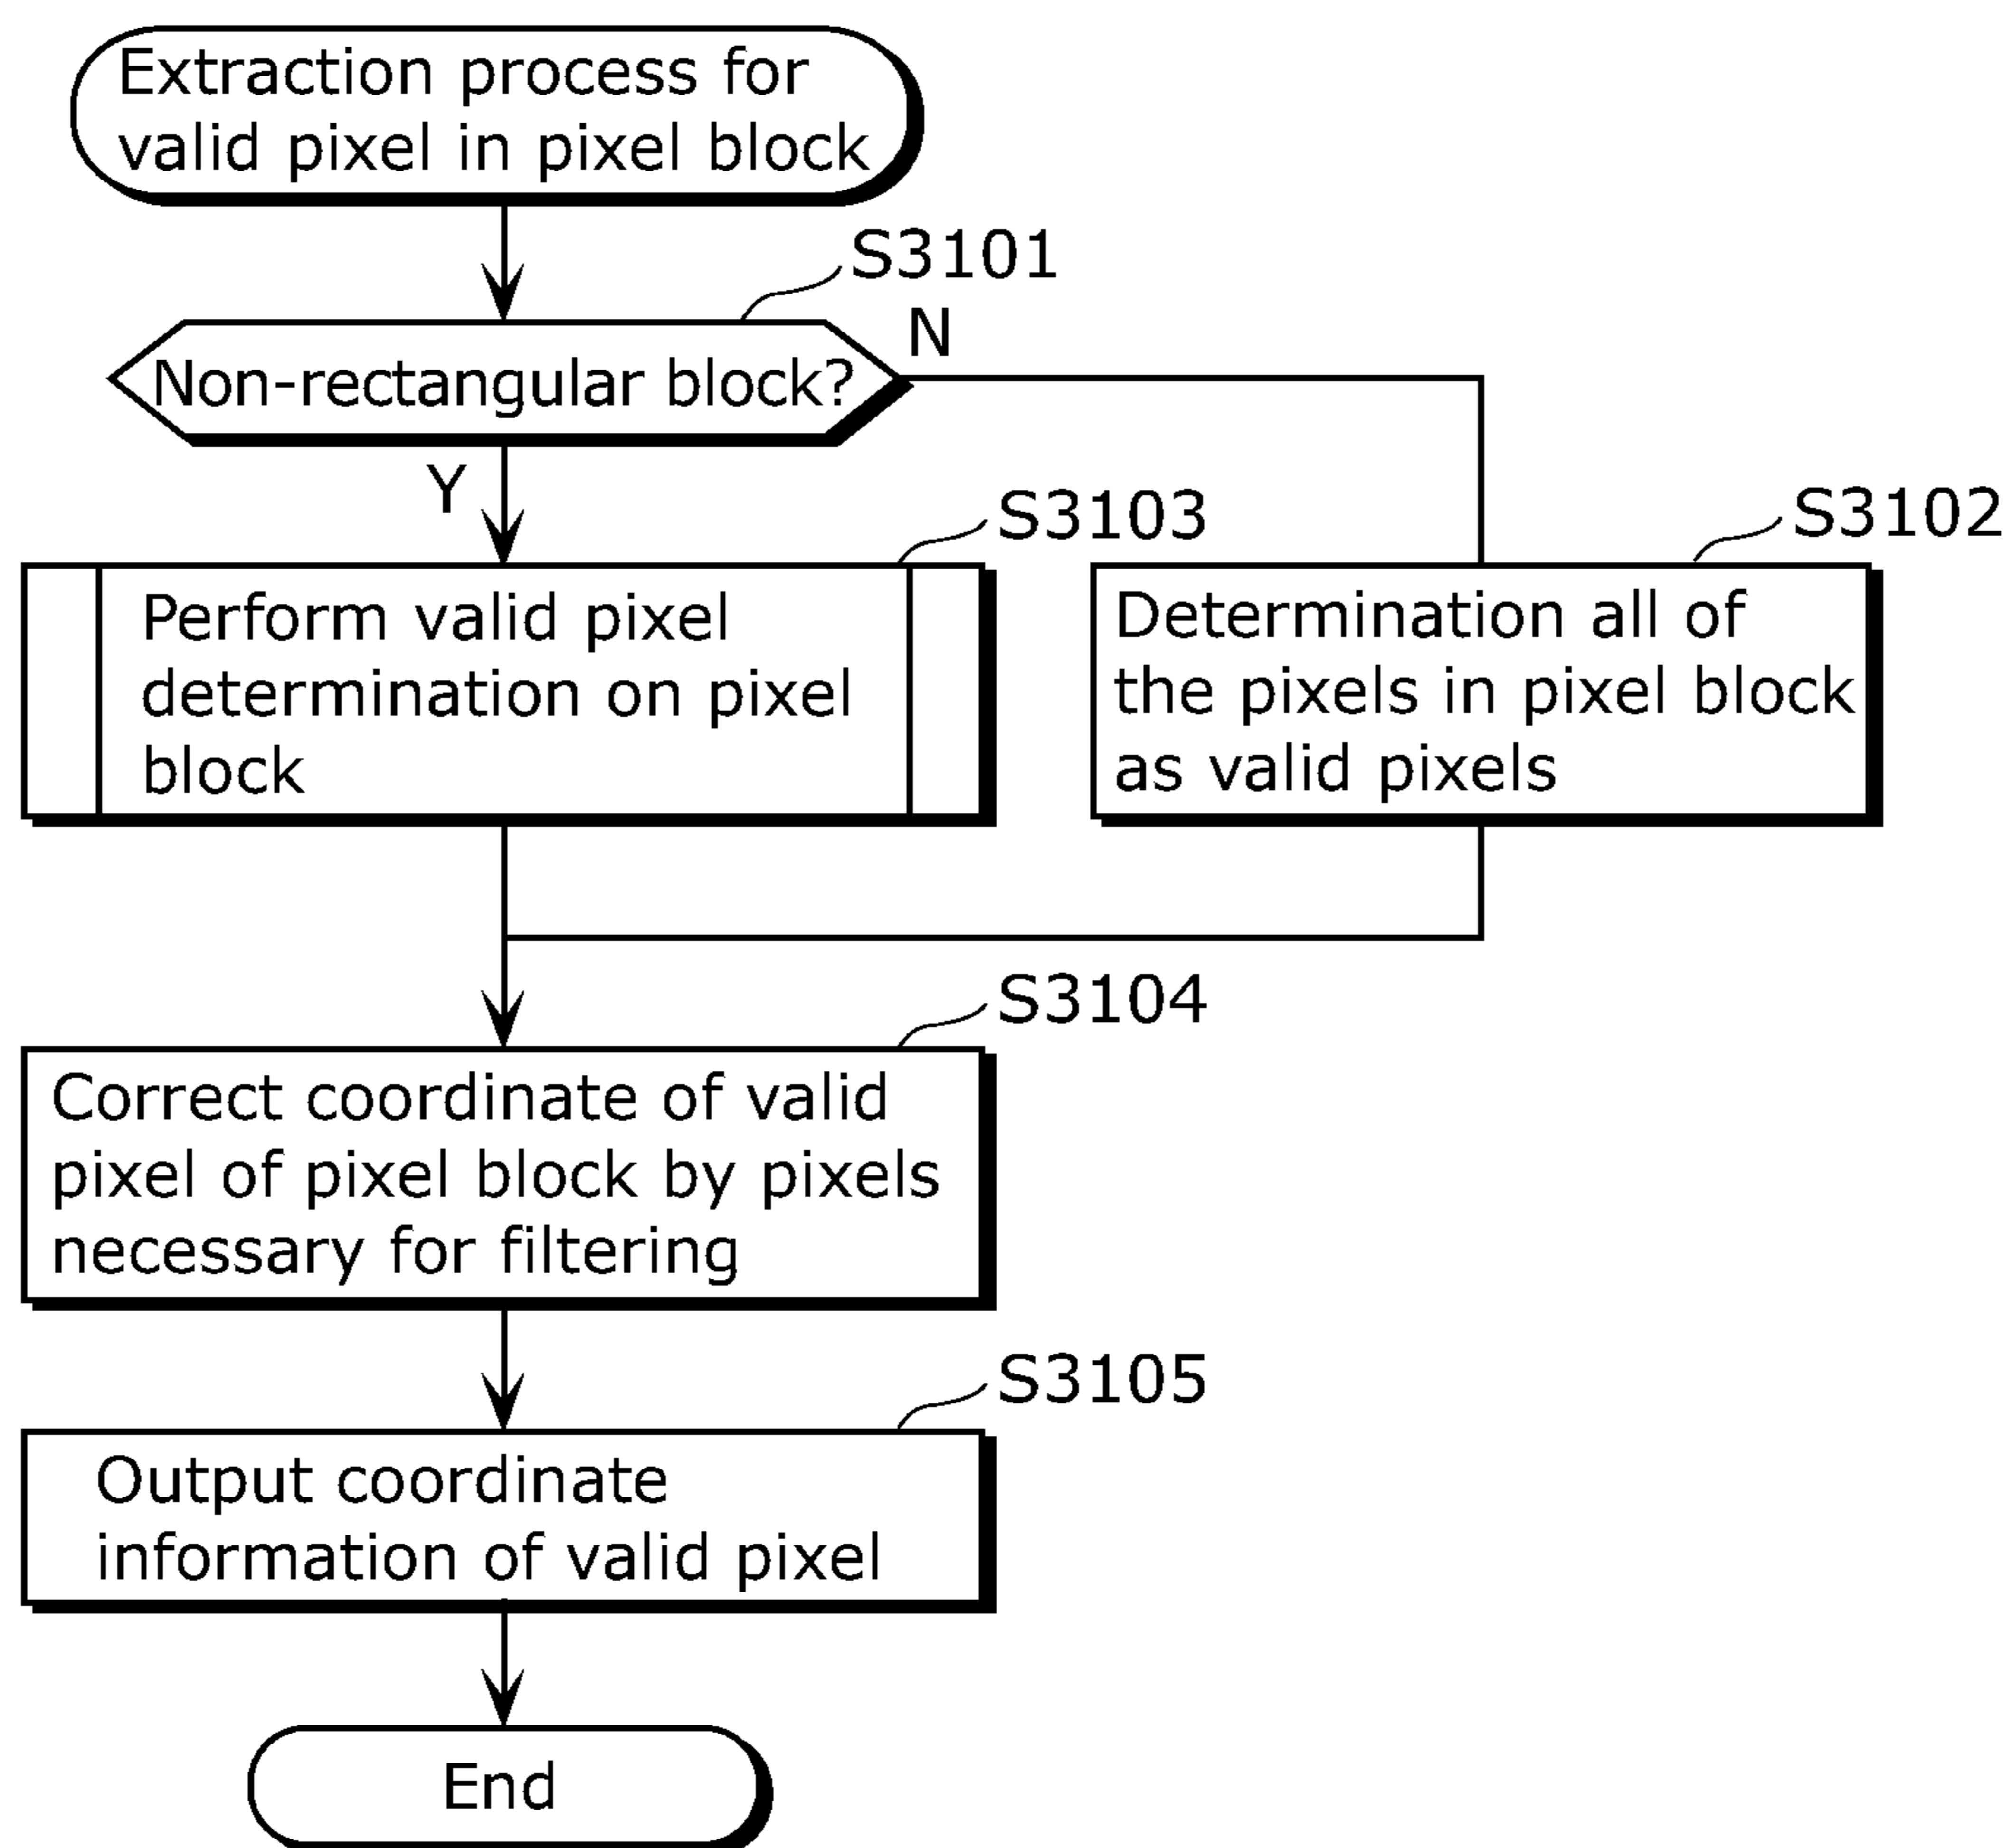 Extraction process for
valid pixel in pixel block
S3101
Non-rectangular block?
N
Y
S3103
Perform valid pixel
determination on pixel
block
S3102
Determination all of
the pixels in pixel block
as valid pixels
S3104
Correct coordinate of valid
pixel of pixel block by pixels
necessary for filtering
S3105
Output coordinate
information of valid pixel
End